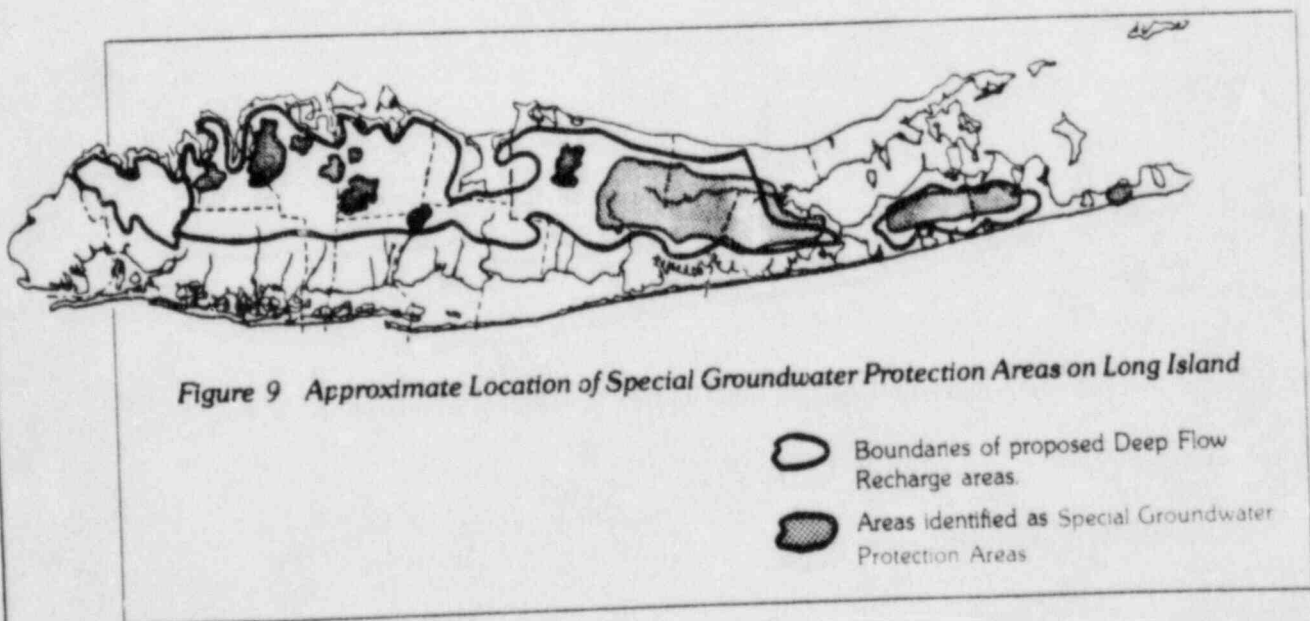 Figure 9 Approximate Location of Special Groundwater Protection Areas on Long Island
Boundanes of proposed Deep Flow
Recharge areas.
Areas identified as Special Groundwater
Protection Areas